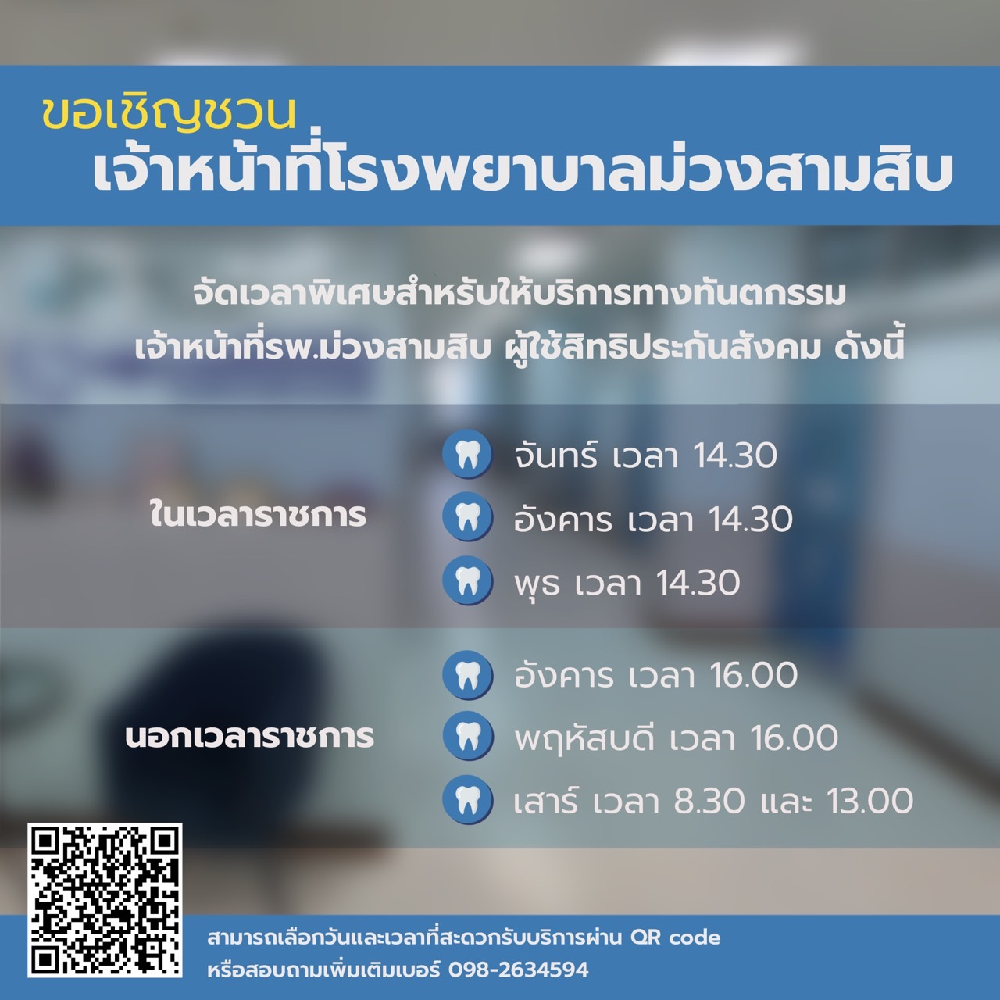 ขอเชิญชวน
เจ้าหน้าที่โรงพยาบาลม่วงสามสิบ
จัดเวลาพิเศษสำหรับให้บริการทางทันตกรรม
เจ้าหน้าที่รพ.ม่วงสามสิบ ผู้ใช้สิทธิประกันสังคม ดังนี้
ในเวลาราชการ
จันทร์ เวลา 14.30
อังคาร เวลา 14.30
พุธ เวลา 14.30
นอกเวลาราชการ
อังคาร เวลา 16.00
พฤหัสบดี เวลา 16.00
เสาร์ เวลา 8.30 และ 13.00
สามารถเลือกวันและเวลาที่สะดวกรับบริการผ่าน QR code
หรือสอบถามเพิ่มเติมเบอร์ 098-2634594